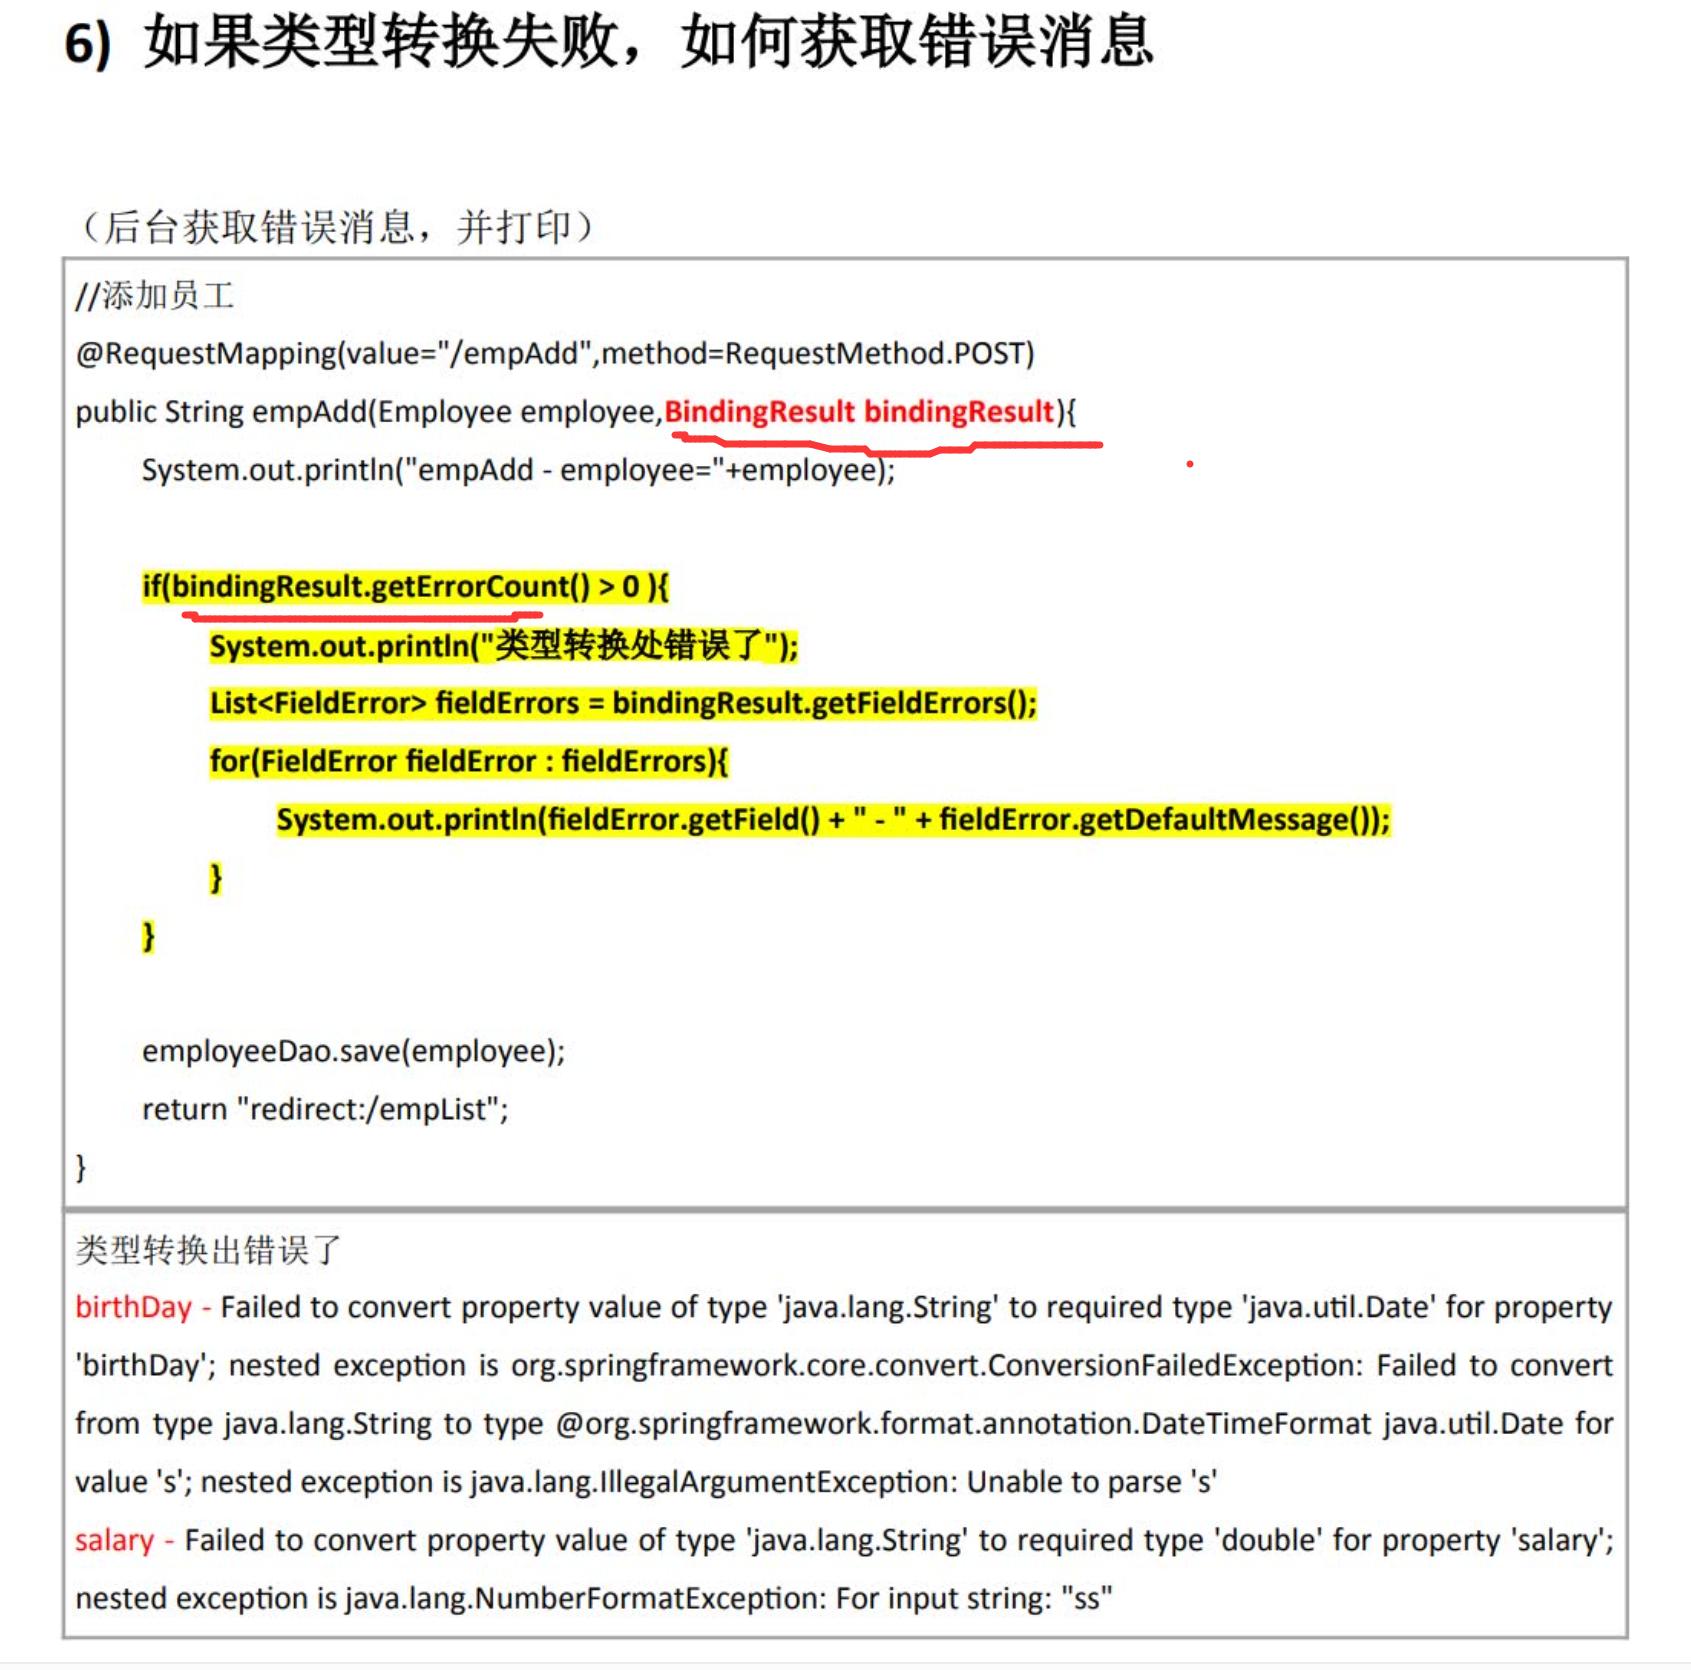 6) 如果类型转换失败，如何获取错误消息
（后台获取错误消息，并打印）
//添加员工
@RequestMapping(value="/empAdd",method=RequestMethod.POST)
public String empAdd(Employee employee,BindingResult bindingResult){
System.out.println("empAdd - employee="+employee);
if(bindingResult.getErrorCount() > 0 ){
System.out.println("类型转换处错误了");
List<FieldError> fieldErrors = bindingResult.getFieldErrors();
for(FieldError fieldError : fieldErrors){
System.out.println(fieldError.getField() + " - " + fieldError.getDefaultMessage());
}
}
employeeDao.save(employee);
return "redirect:/empList";
}
类型转换出错误了
birthDay - Failed to convert property value of type 'java.lang.String' to required type 'java.util.Date' for property
'birthDay'; nested exception is org.springframework.core.convert.ConversionFailedException: Failed to convert
from type java.lang.String to type @org.springframework.format.annotation.DateTimeFormat java.util.Date for
value 's'; nested exception is java.lang.IllegalArgumentException: Unable to parse 's'
salary - Failed to convert property value of type 'java.lang.String' to required type 'double' for property 'salary';
nested exception is java.lang.NumberFormatException: For input string: "ss"